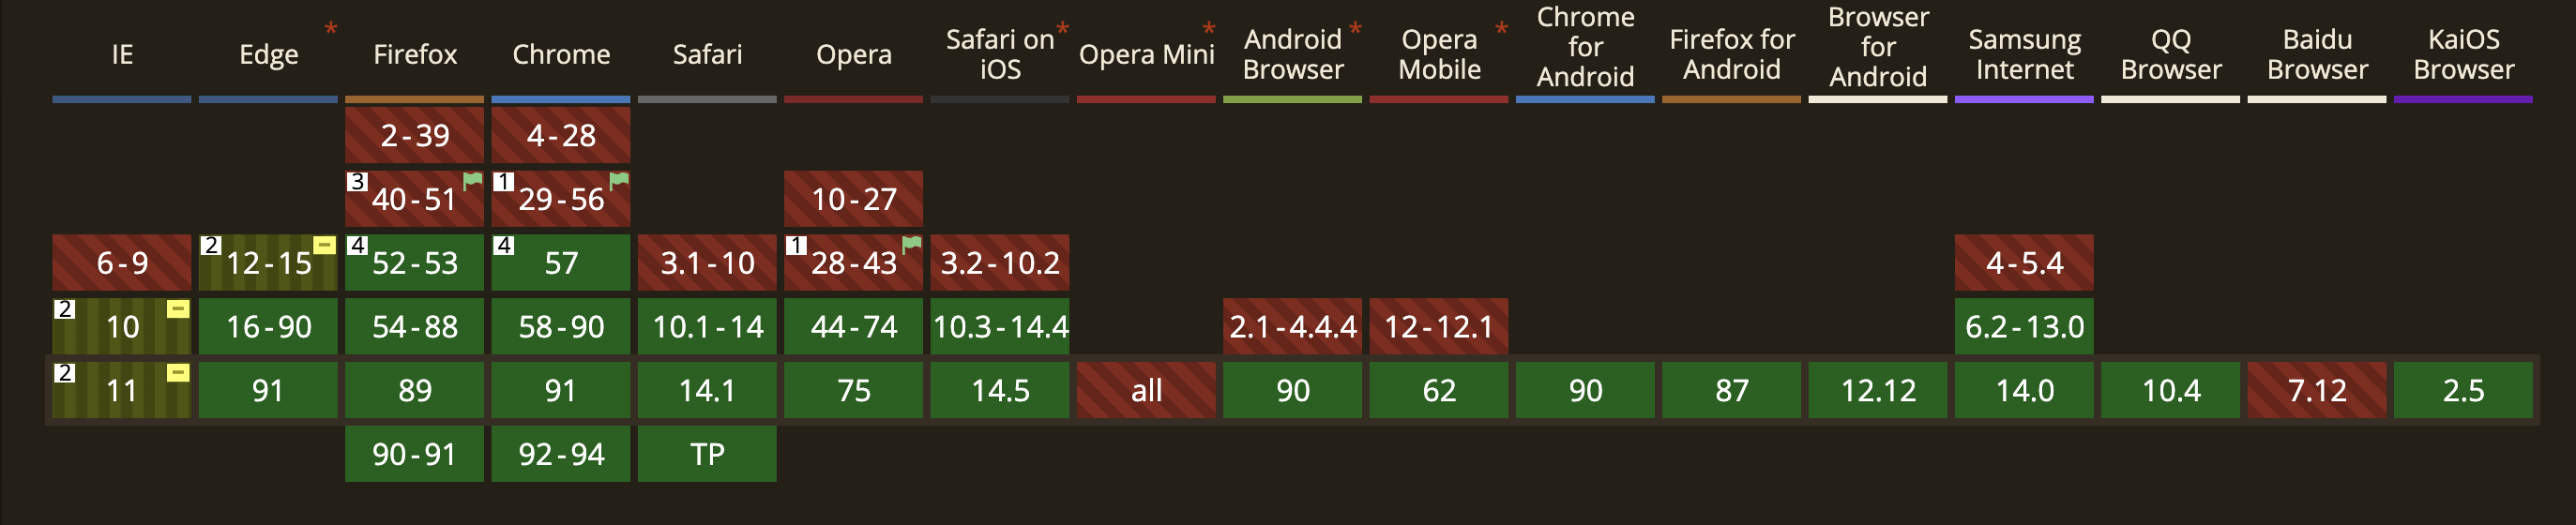 IE
Edge *
Firefox
Chrome
Safari
Opera
Safari on * iOS
Opera Mini *
Android * Browser
Opera * Mobile
Chrome for Android
Firefox for Android
Browser for Android
Samsung Internet
QQ Browser
Baidu Browser
KaiOS Browser
2-39 4-28
3 40-51 1 29-56 10-27
6-9 2 12-15 4 52-53 4 57 3.1-10 1 28-43 3.2-10.2 4-5.4
2 10 16-90 54-88 58-90 10.1-14 44-74 10.3-14.4 2.1-4.4.4 12-12.1 6.2-13.0
2 11 91 89 91 14.1 75 14.5 all 90 62 90 87 12.12 14.0 10.4 7.12 2.5
90-91 92-94 TP